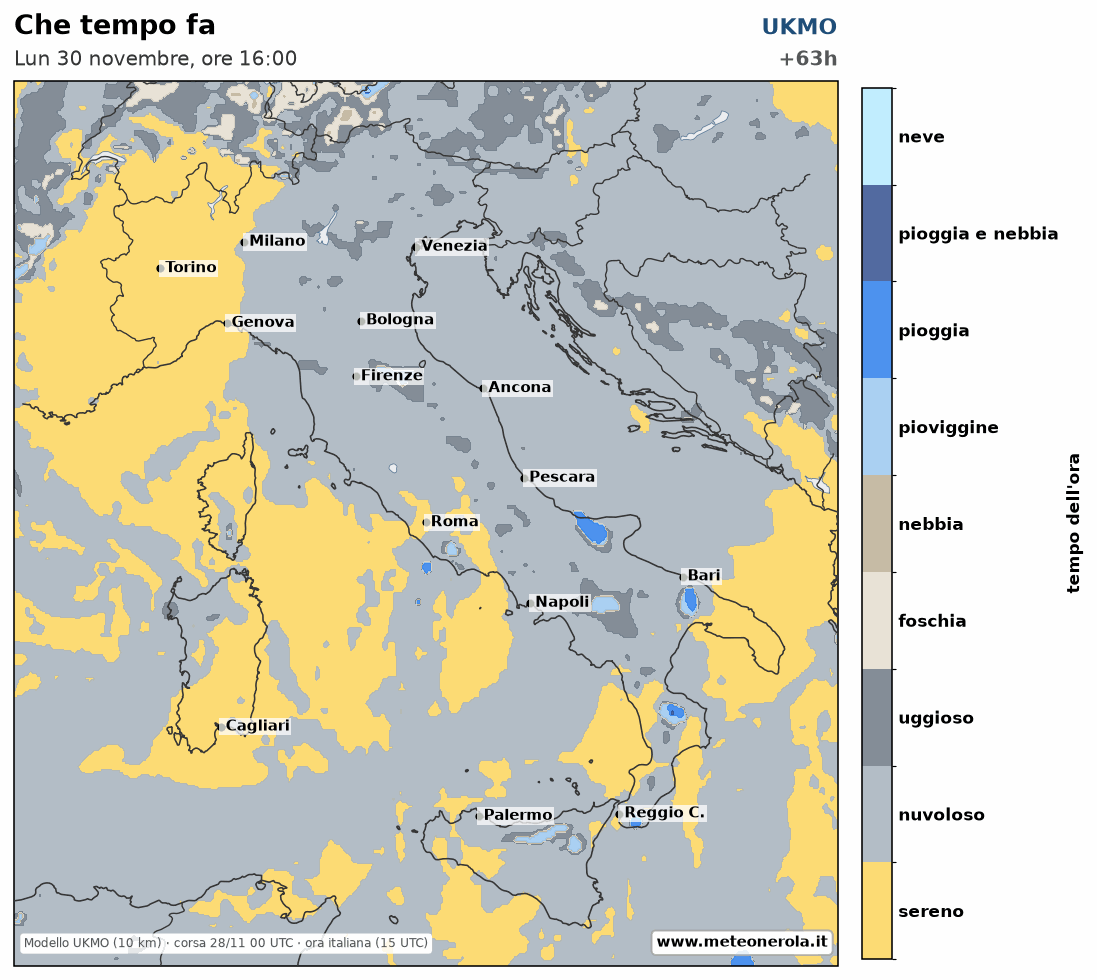 Che tempo fa
UKMO
Lun 30 novembre, ore 16:00
+63h
neve
pioggia e nebbia
pioggia
pioviggine
nebbia
foschia
uggioso
nuvoloso
sereno
tempo dell'ora
Milano
Venezia
Torino
Genova
Bologna
Firenze
Ancona
Pescara
Roma
Bari
Napoli
Cagliari
Palermo
Reggio C.
Modello UKMO (10 km) · corsa 28/11 00 UTC · ora italiana (15 UTC)
www.meteonerola.it